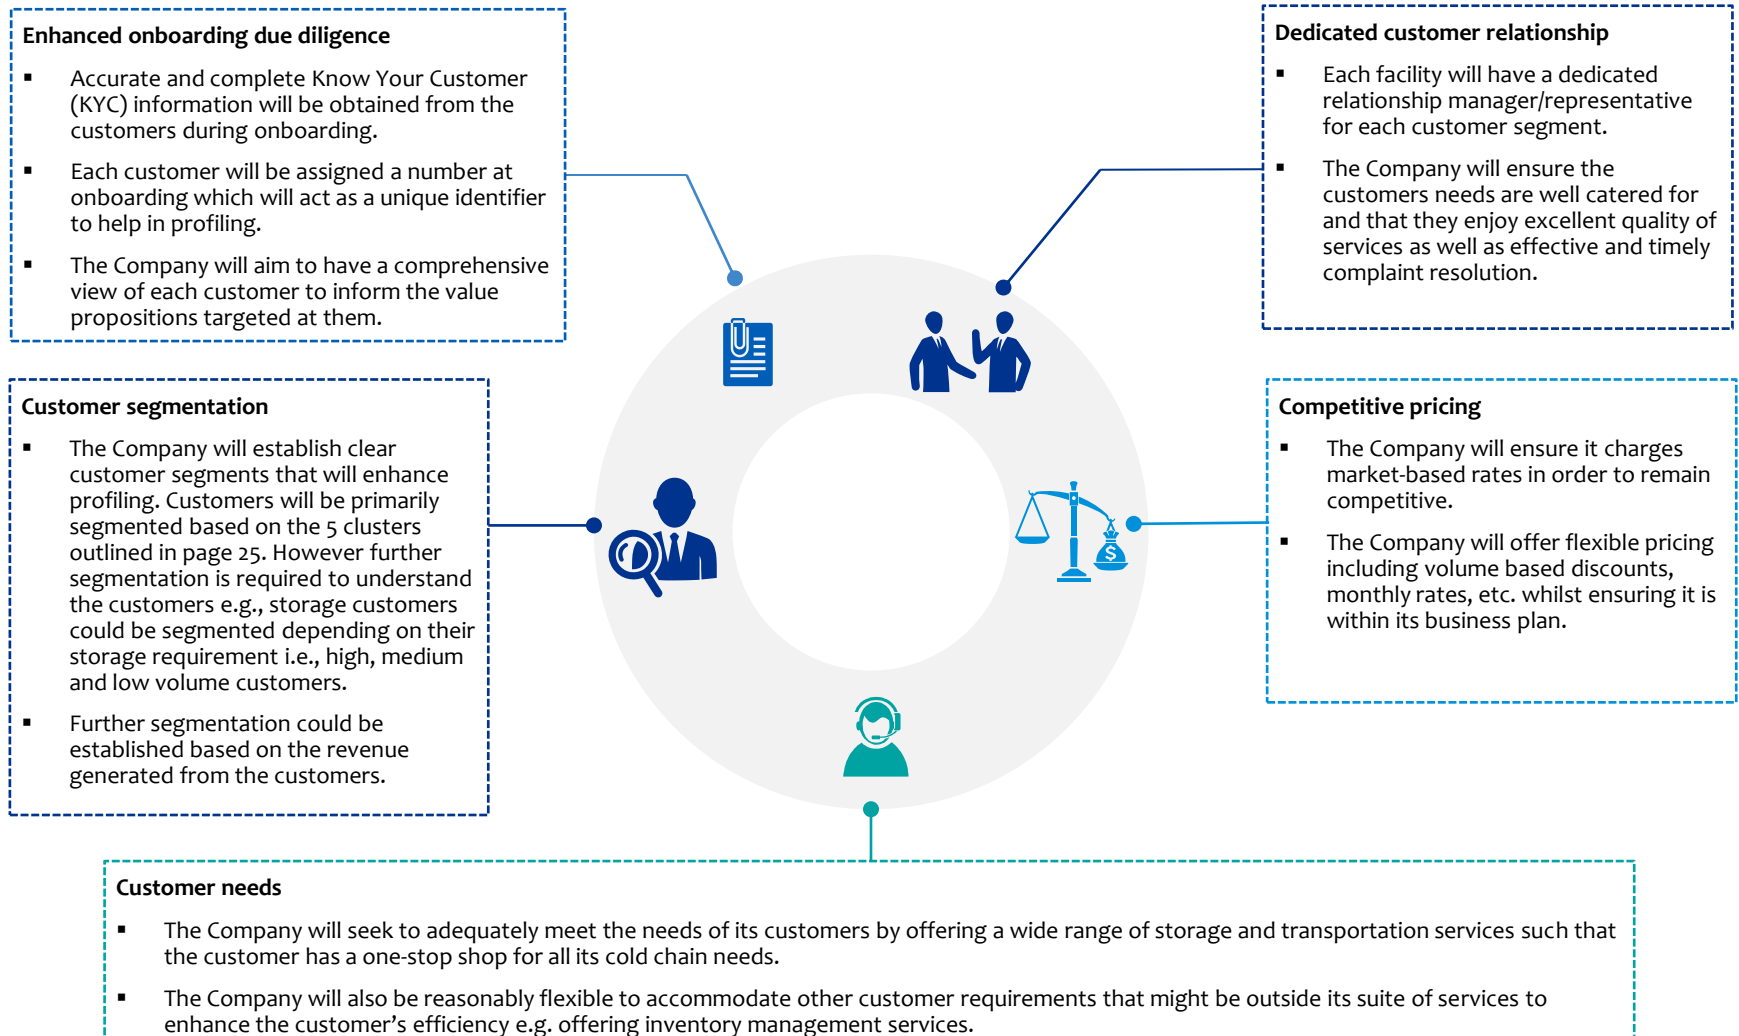 Enhanced onboarding due diligence
▪ Accurate and complete Know Your Customer
(KYC) information will be obtained from the
customers during onboarding.
▪ Each customer will be assigned a number at
onboarding which will act as a unique identifier
to help in profiling.
▪ The Company will aim to have a comprehensive
view of each customer to inform the value
propositions targeted at them.
Dedicated customer relationship
▪ Each facility will have a dedicated
relationship manager/representative
for each customer segment.
▪ The Company will ensure the
customers needs are well catered for
and that they enjoy excellent quality of
services as well as effective and timely
complaint resolution.
Customer segmentation
▪ The Company will establish clear
customer segments that will enhance
profiling. Customers will be primarily
segmented based on the 5 clusters
outlined in page 25. However further
segmentation is required to understand
the customers e.g., storage customers
could be segmented depending on their
storage requirement i.e., high, medium
and low volume customers.
▪ Further segmentation could be
established based on the revenue
generated from the customers.
Competitive pricing
▪ The Company will ensure it charges
market-based rates in order to remain
competitive.
▪ The Company will offer flexible pricing
including volume based discounts,
monthly rates, etc. whilst ensuring it is
within its business plan.
$
Customer needs
▪ The Company will seek to adequately meet the needs of its customers by offering a wide range of storage and transportation services such that
the customer has a one-stop shop for all its cold chain needs.
▪ The Company will also be reasonably flexible to accommodate other customer requirements that might be outside its suite of services to
enhance the customer's efficiency e.g. offering inventory management services.